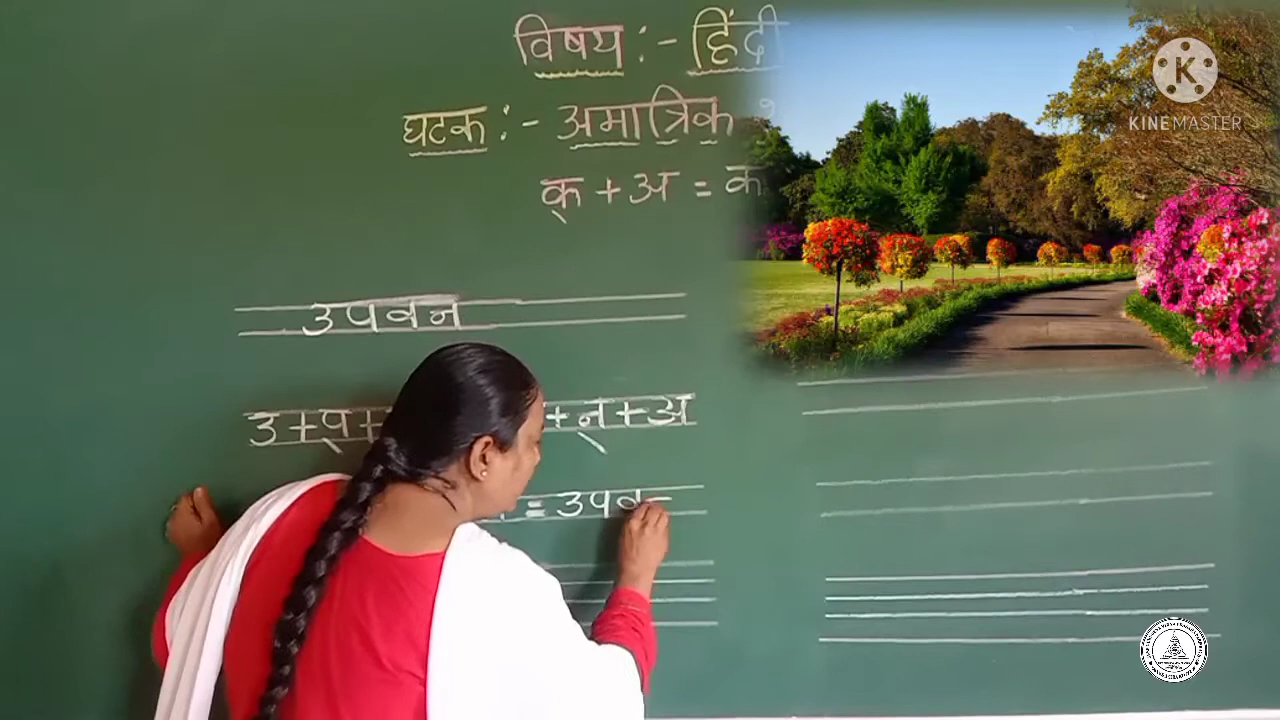 विषय :- हिंदी
घटक :- अमात्रिक
क् + अ = क
उपवन
उ + प् + + न् + अ
= उपव
K
KINEMASTER